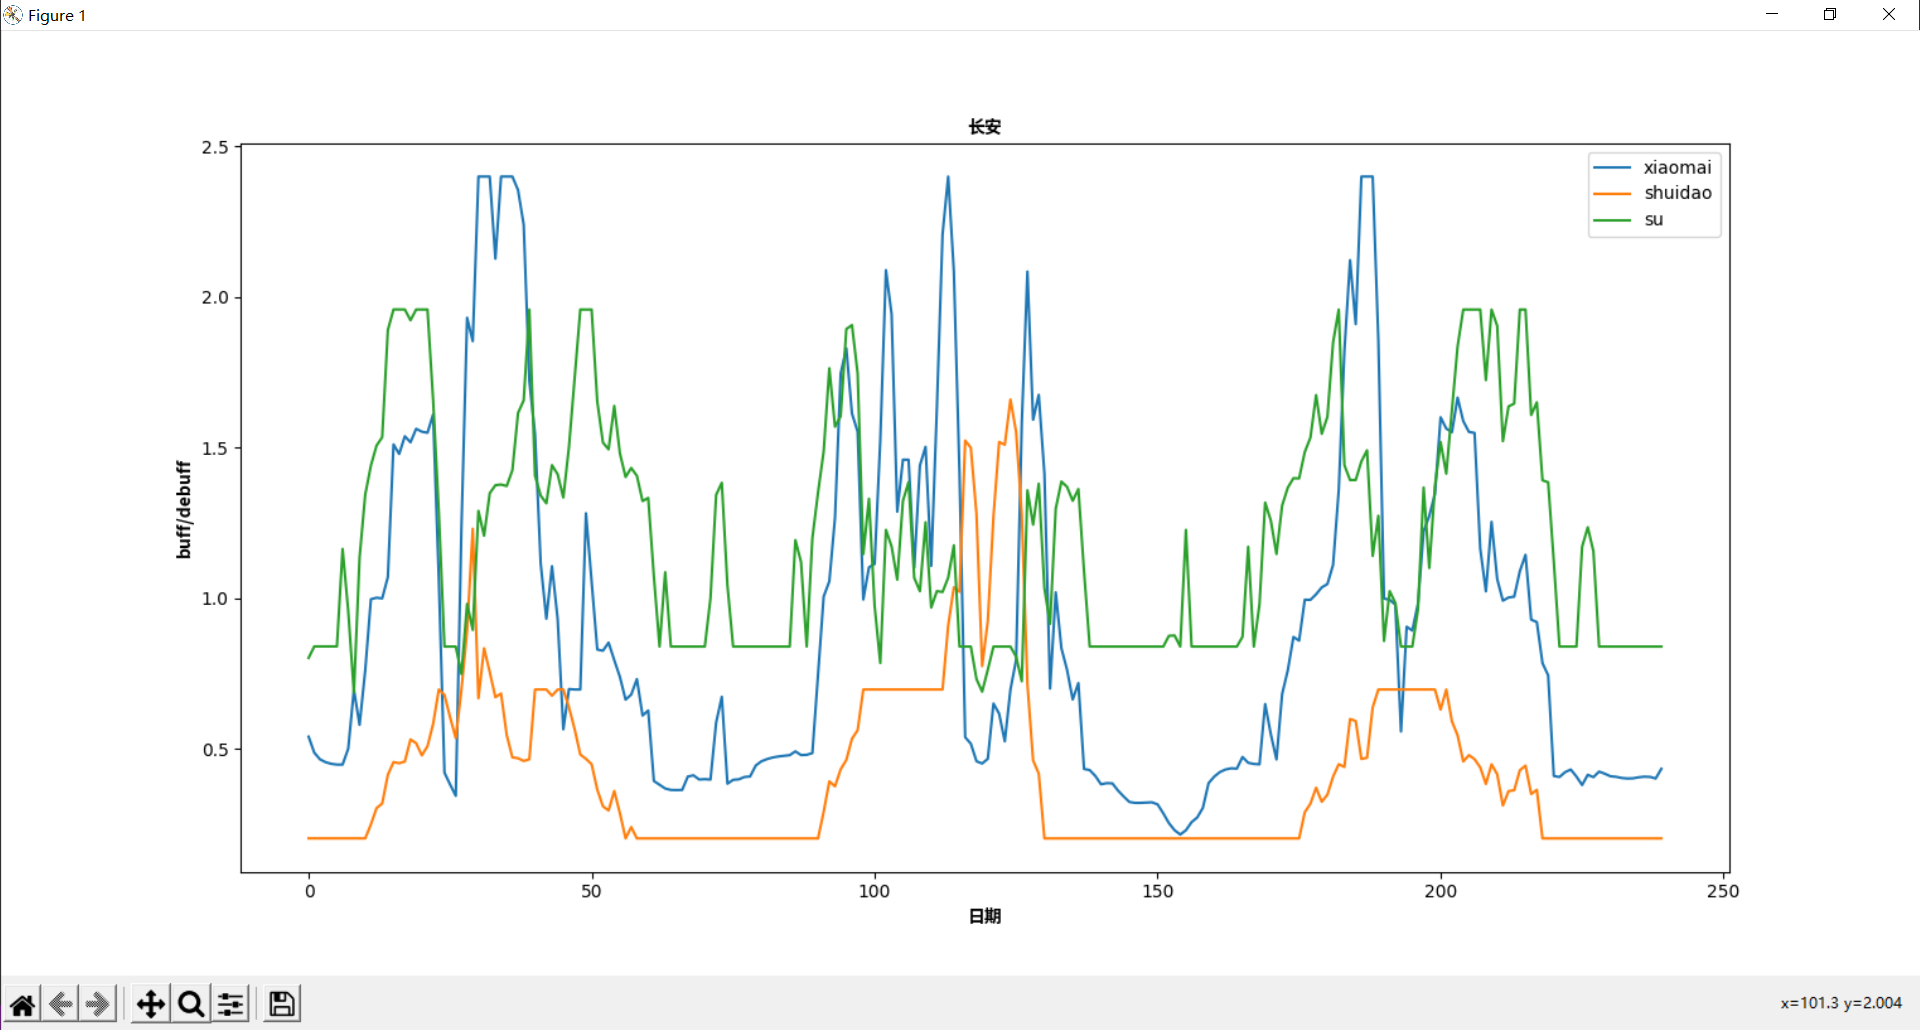 Figure 1
长安
2.5
2.0
1.5
1.0
0.5
buff/debuff
xiaomai
shuidao
su
0 50 100 150 200 250
日期
x=101.3 y=2.004